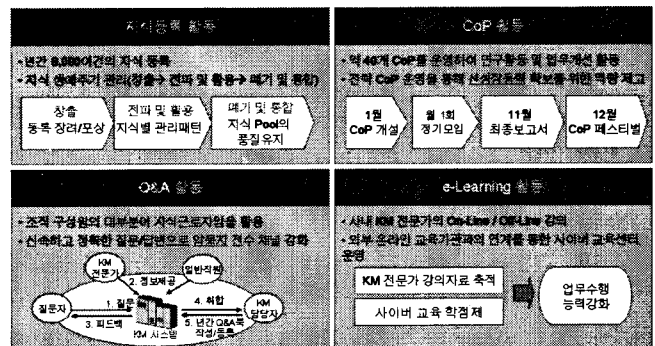 지식등록 활동
• 년간 8,000여건의 지식 등록
• 지식 생애주기 관리(창출→ 전파 및 활용→ 폐기 및 통합)
창출
등록 장려/포상
전파 및 활용
지식별 관리패턴
폐기 및 통합
지식 Pool의
품질유지
CoP 활동
• 약 40개 CoP를 운영하여 연구활동 및 업무개선 활동
• 전략 CoP 운영을 통해 신성장동력 확보를 위한 역량 제고
1월
CoP 개설
월 1회
정기모임
11월
최종보고서
12월
CoP 페스티벌
Q&A 활동
• 조직 구성원의 대부분이 지식근로자임을 활용
• 신속하고 정확한 질문/답변으로 암묵지 전수 채널 강화
KM
전문가
일반직원
2. 정보제공
질문자
1. 질문
3. 피드백
KM 시스템
4. 취합
5. 년간 Q&A북
작성/등록
KM
담당자
e-Learning 활동
• 사내 KM 전문가의 On-Line / Off-Line 강의
• 외부 온라인 교육기관과의 연계를 통한 사이버 교육센터
운영
KM 전문가 강의자료 축적
사이버 교육 학점제
업무수행
능력강화